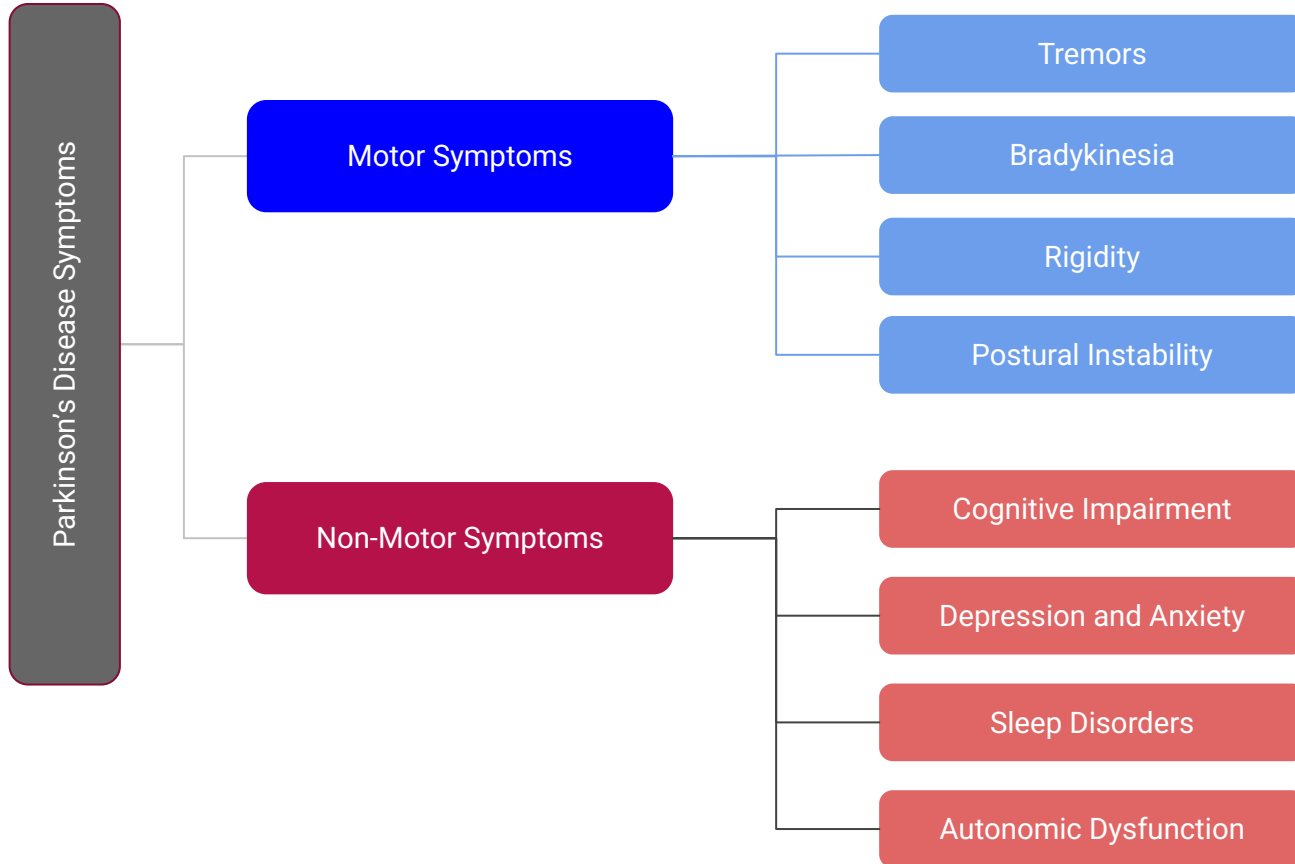 Parkinson's Disease Symptoms
Motor Symptoms
Tremors
Bradykinesia
Rigidity
Postural Instability
Non-Motor Symptoms
Cognitive Impairment
Depression and Anxiety
Sleep Disorders
Autonomic Dysfunction